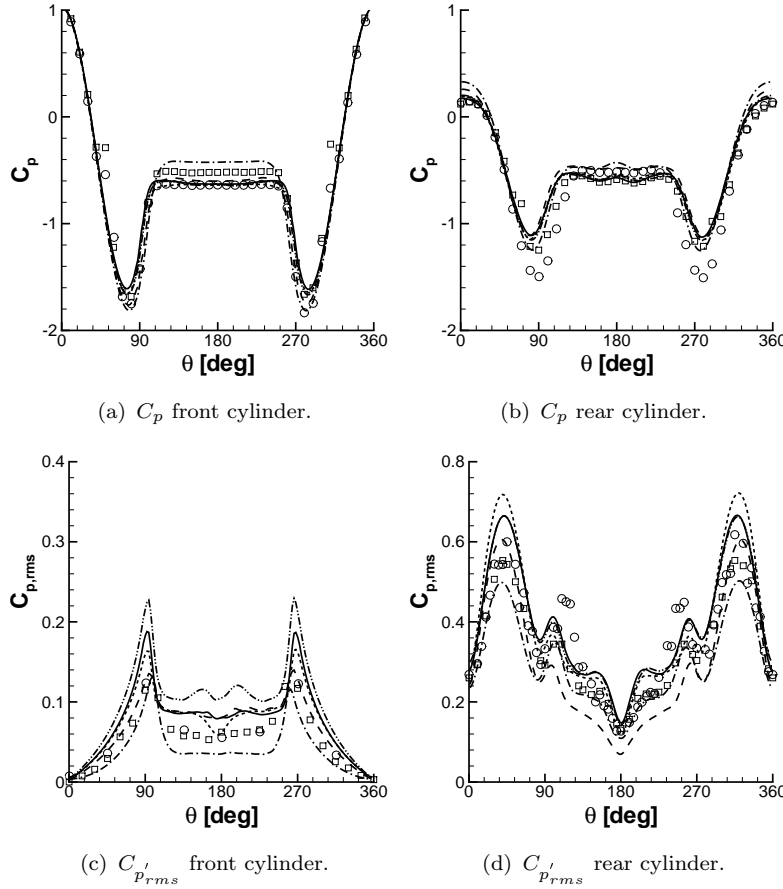 C_p
1
0
-1
-2
0 90 180 270 360
θ [deg]
(a) C_p front cylinder.
C_p
1
0
-1
-2
0 90 180 270 360
θ [deg]
(b) C_p rear cylinder.
C_p,rms
0.4
0.3
0.2
0.1
0
0 90 180 270 360
θ [deg]
(c) C_{p'_{rms}} front cylinder.
C_p,rms
0.8
0.6
0.4
0.2
0
0 90 180 270 360
θ [deg]
(d) C_{p'_{rms}} rear cylinder.